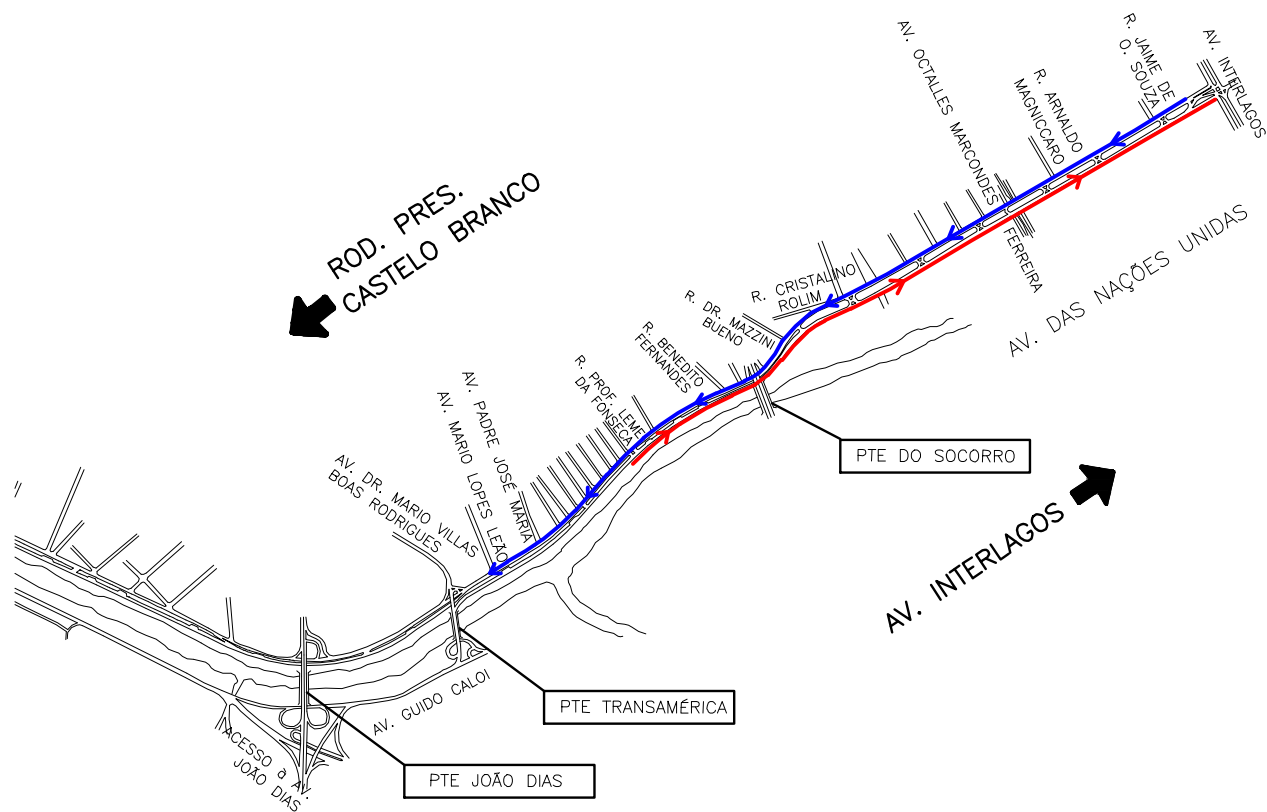 AV. INTERLAGOS
R. JAIME DE
O. SOUZA
R. ARNALDO
MAGNICCARO
AV. OCTALLES MARCONDES
FERREIRA
ROD. PRES.
CASTELO BRANCO
AV. DAS NAÇÕES UNIDAS
R. CRISTALINO
ROLIM
R. DR. MAZZINI
BUENO
R. BENEDITO
FERNANDES
R. PROF. LEME
DA FONSECA
AV. PADRE JOSÉ MARIA
AV. MARIO LOPES LEÃO
AV. DR. MARIO VILLAS
BOAS RODRIGUES
PTE DO SOCORRO
AV. INTERLAGOS
PTE TRANSAMÉRICA
AV. GUIDO CALOI
PTE JOÃO DIAS
ACESSO à AV.
JOÃO DIAS